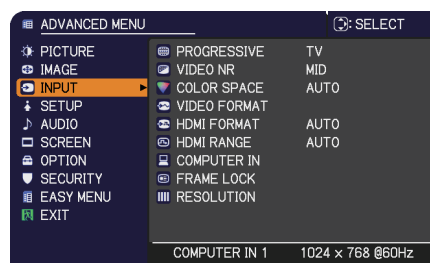 ADVANCED MENU : SELECT
PICTURE PROGRESSIVE TV
IMAGE VIDEO NR MID
INPUT COLOR SPACE AUTO
SETUP VIDEO FORMAT
AUDIO HDMI FORMAT AUTO
SCREEN HDMI RANGE AUTO
OPTION COMPUTER IN
SECURITY FRAME LOCK
EASY MENU RESOLUTION
EXIT
COMPUTER IN 1 1024 x 768 @60Hz